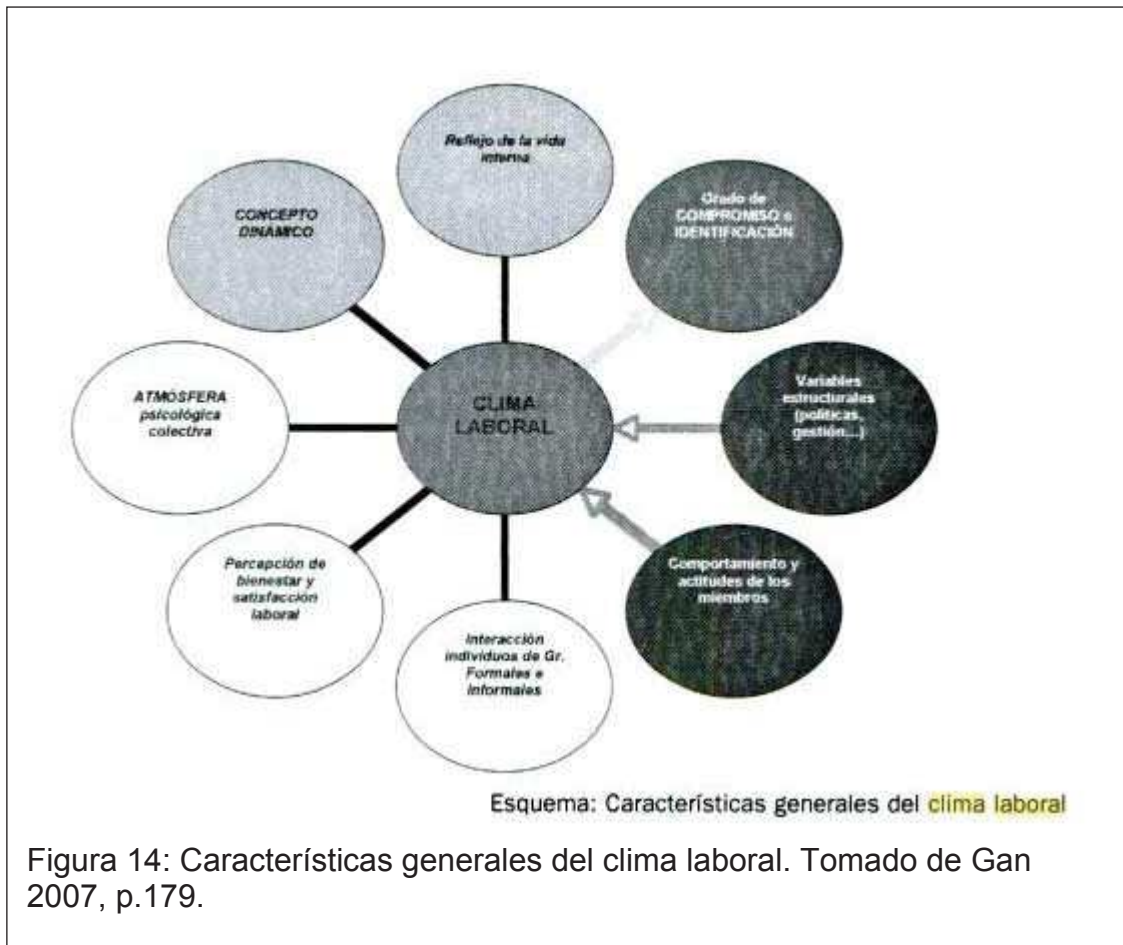 Reflejo de la vida
interna
CONCEPTO
DINÁMICO
Grado de
COMPROMISO e
IDENTIFICACIÓN
ATMÓSFERA
psicológica
colectiva
CLIMA
LABORAL
Variables
estructurales
(políticas,
gestión...)
Percepción de
bienestar y
satisfacción
laboral
Interacción
individuos de Gr.
Formales e
informales
Comportamiento y
actitudes de los
miembros
Esquema: Características generales del clima laboral
Figura 14: Características generales del clima laboral. Tomado de Gan
2007, p.179.